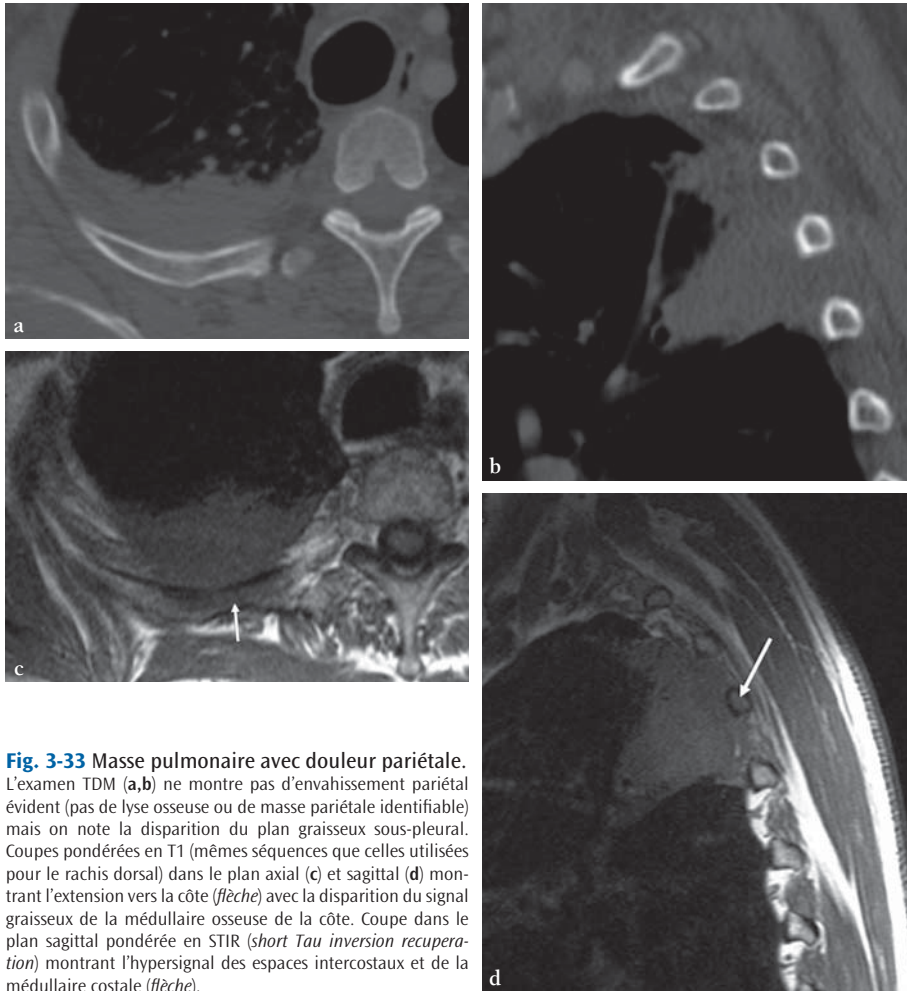 a
b
c
d
Fig. 3-33 Masse pulmonaire avec douleur pariétale.
L'examen TDM (a,b) ne montre pas d'envahissement pariétal
évident (pas de lyse osseuse ou de masse pariétale identifiable)
mais on note la disparition du plan graisseux sous-pleural.
Coupes pondérées en T1 (mêmes séquences que celles utilisées
pour le rachis dorsal) dans le plan axial (c) et sagittal (d) mon-
trant l'extension vers la côte (flèche) avec la disparition du signal
graisseux de la médullaire osseuse de la côte. Coupe dans le
plan sagittal pondérée en STIR (short Tau inversion recupera-
tion) montrant l'hypersignal des espaces intercostaux et de la
médullaire costale (flèche).